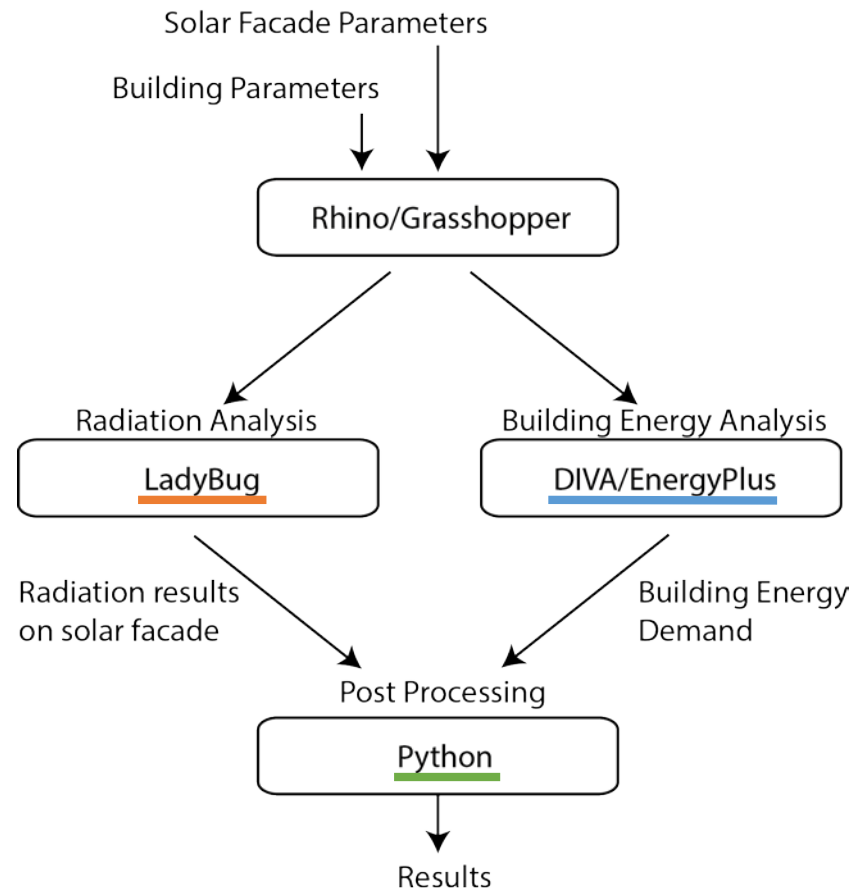 Solar Facade Parameters
Building Parameters
Rhino/Grasshopper
Radiation Analysis
LadyBug
Building Energy Analysis
DIVA/EnergyPlus
Radiation results
on solar facade
Building Energy
Demand
Post Processing
Python
Results